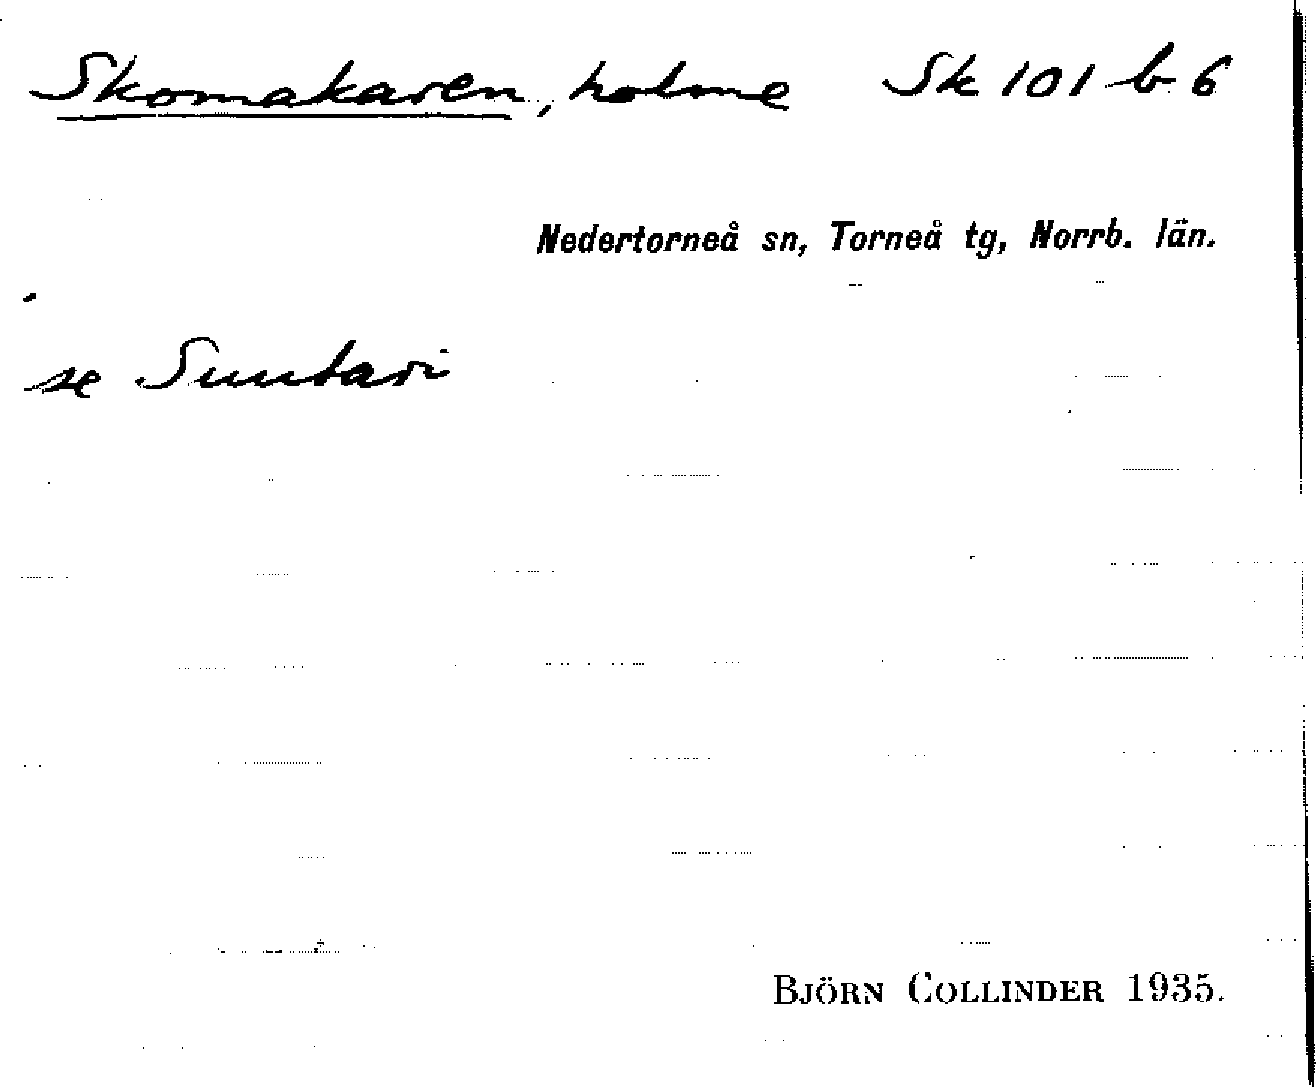 Skomakaren, holme Sk 101 b 6
Nedertorneå sn, Torneå tg, Norrb. län.
se Suutari
BJÖRN COLLINDER 1935.